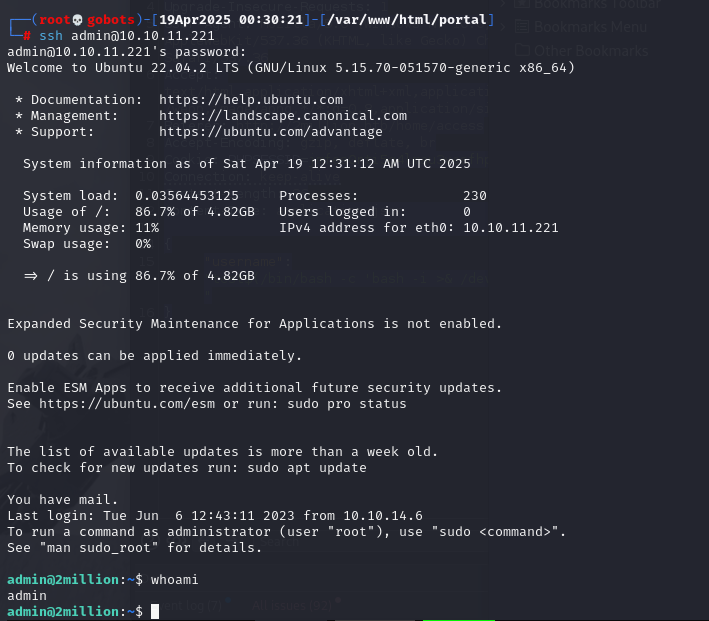 ┌──(root💀gobots)-[19Apr2025 00:30:21]-[/var/www/html/portal]
└─# ssh admin@10.10.11.221
admin@10.10.11.221's password:
Welcome to Ubuntu 22.04.2 LTS (GNU/Linux 5.15.70-051570-generic x86_64)
* Documentation:  https://help.ubuntu.com
* Management:     https://landscape.canonical.com
* Support:        https://ubuntu.com/advantage
System information as of Sat Apr 19 12:31:12 AM UTC 2025
System load:  0.03564453125     Processes:             230
Usage of /:   86.7% of 4.82GB   Users logged in:       0
Memory usage: 11%               IPv4 address for eth0: 10.10.11.221
Swap usage:   0%
=> / is using 86.7% of 4.82GB
Expanded Security Maintenance for Applications is not enabled.
0 updates can be applied immediately.
Enable ESM Apps to receive additional future security updates.
See https://ubuntu.com/esm or run: sudo pro status
The list of available updates is more than a week old.
To check for new updates run: sudo apt update
You have mail.
Last login: Tue Jun  6 12:43:11 2023 from 10.10.14.6
To run a command as administrator (user "root"), use "sudo <command>".
See "man sudo_root" for details.
admin@2million:~$ whoami
admin
admin@2million:~$
Upgrade-Insecure-Requests
Bookmarks Toolbar
Bookmarks Menu
Other Bookmarks